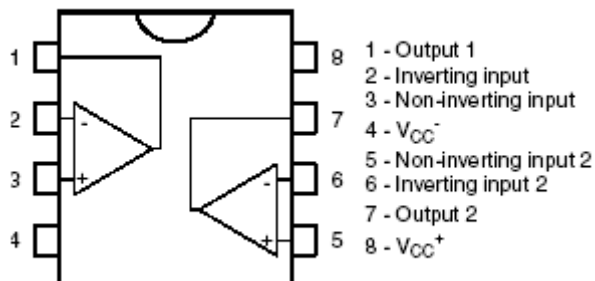 1
2
3
4
-
+
-
+
8
7
6
5
1 - Output 1
2 - Inverting input
3 - Non-inverting input
4 - VCC-
5 - Non-inverting input 2
6 - Inverting input 2
7 - Output 2
8 - VCC+